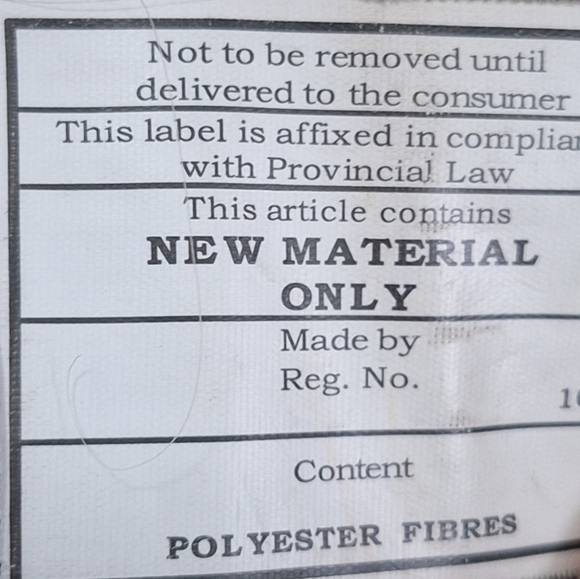 Not to be removed until
delivered to the consumer
This label is affixed in complian
with Provincial Law
This article contains
NEW MATERIAL
ONLY
Made by
Reg. No.
Content
POLYESTER FIBRES